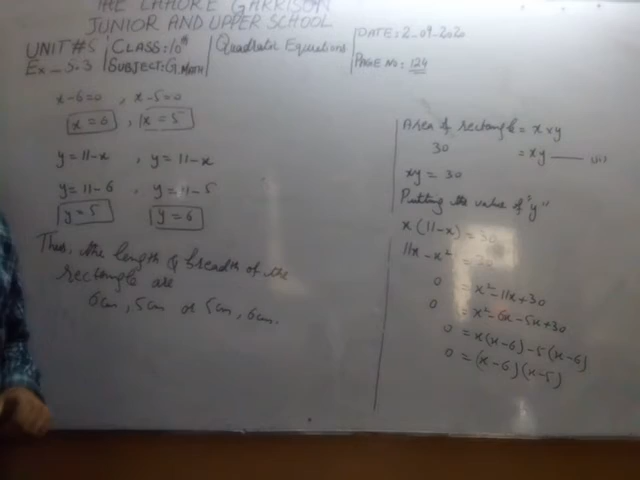 THE LAHORE GARRISON
JUNIOR AND UPPER SCHOOL
UNIT #5
Ex_5.3
CLASS: 10th
SUBJECT: G.MATH
Quadratic Equations
DATE: 2-09-2020
PAGE NO: 124
x-6=0 , x-5=0
x=6 , x=5
y=11-x , y=11-x
y=11-6 , y=11-5
y=5 y=6
Thus, the length & breadth of the
rectangle are
6cm, 5cm or 5cm, 6cm.
Area of rectangle = x×y
30 = xy
xy = 30
Putting the value of "y"
x(11-x) = 30
11x-x² = 30
0 = x²-11x+30
0 = x²-6x-5x+30
0 = x(x-6)-5(x-6)
0 = (x-6)(x-5)